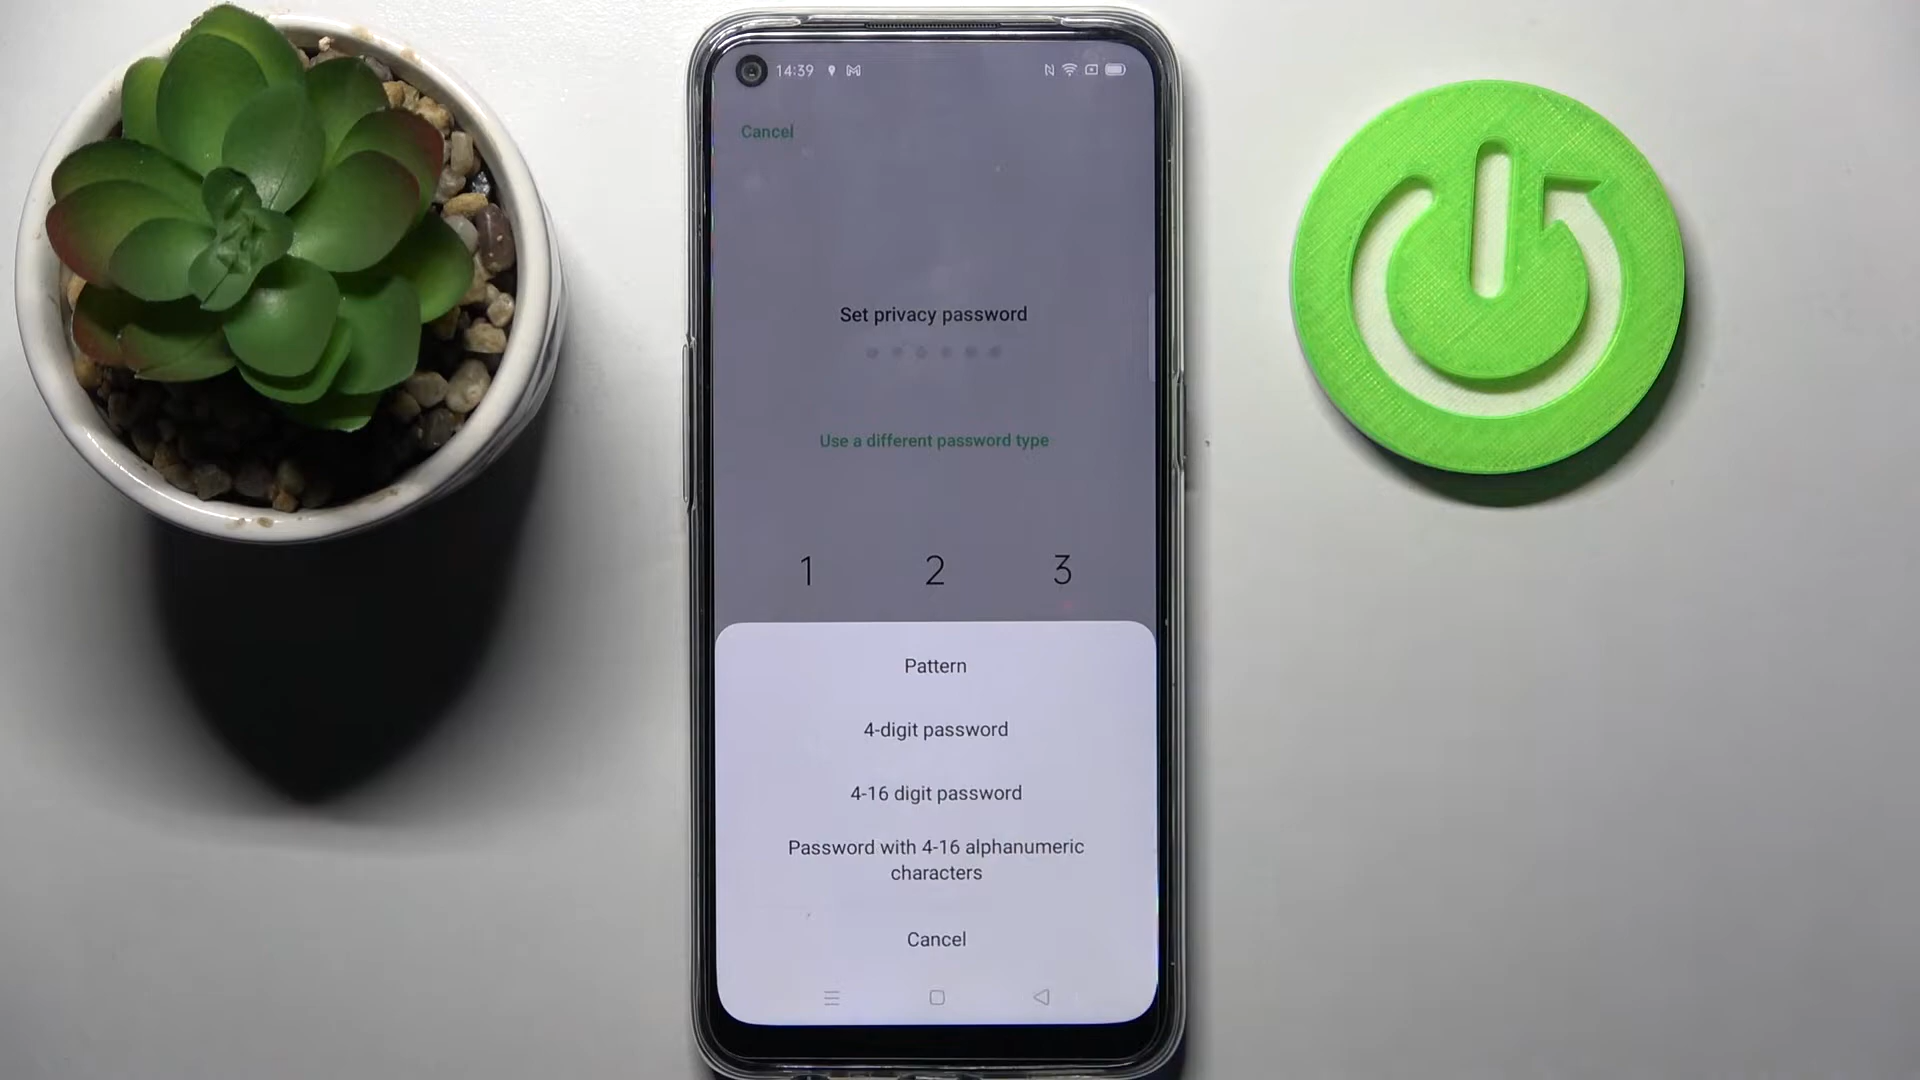 14:39
Cancel
Set privacy password
Use a different password type
1 2 3
Pattern
4-digit password
4-16 digit password
Password with 4-16 alphanumeric
characters
Cancel